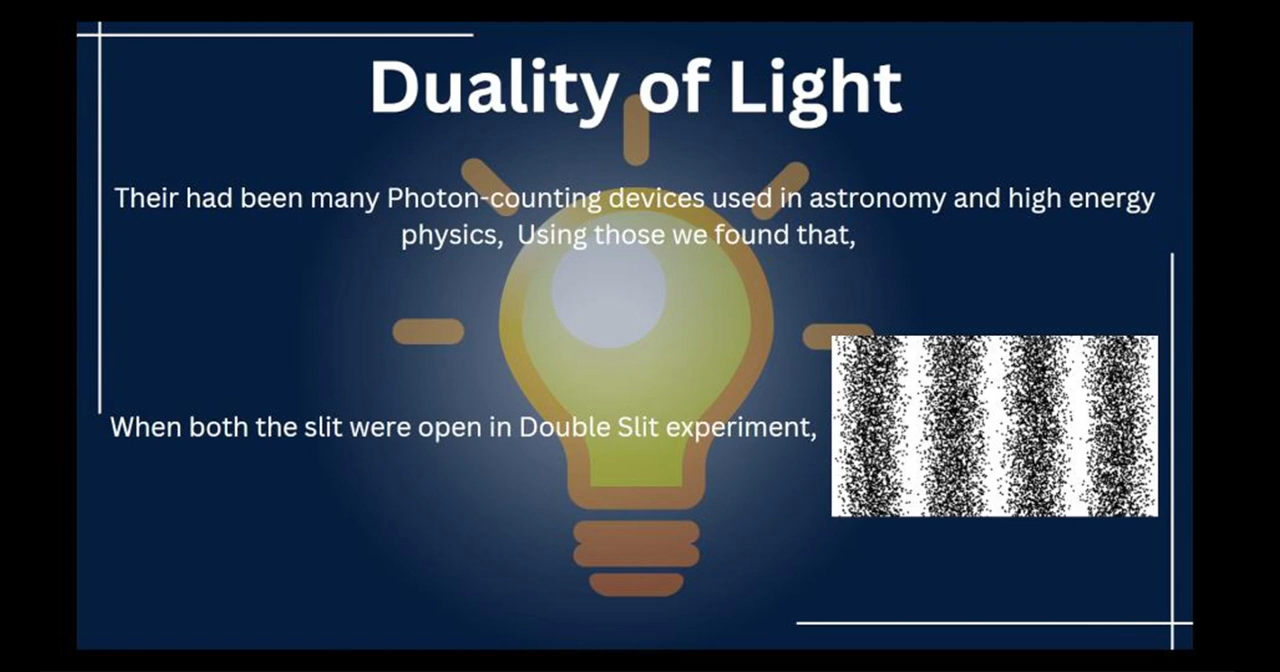 Duality of Light
Their had been many Photon-counting devices used in astronomy and high energy
physics,  Using those we found that,
When both the slit were open in Double Slit experiment,